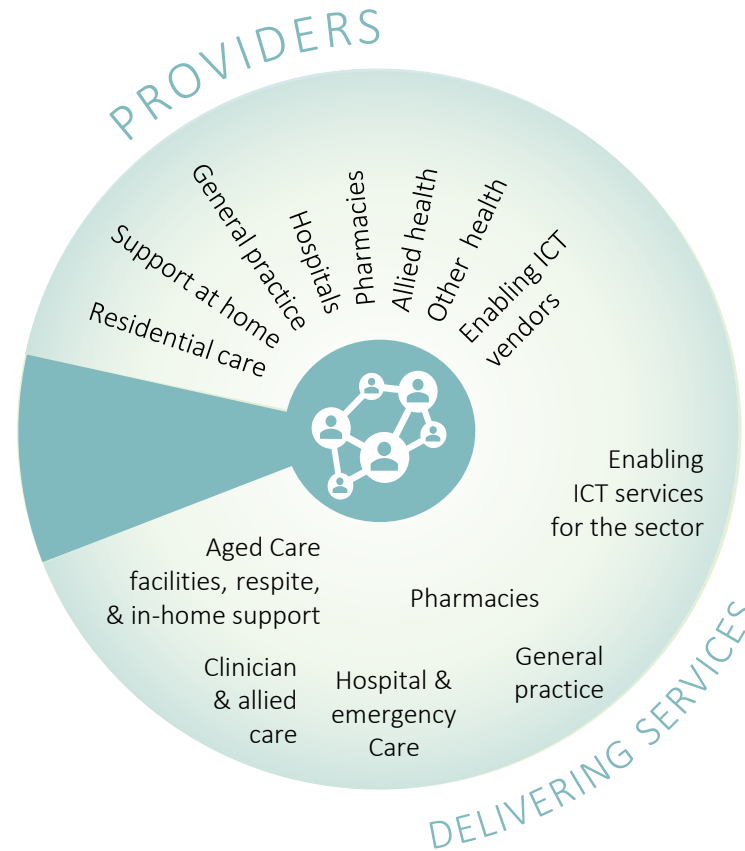 PROVIDERS
Residential care
Support at home
General practice
Hospitals
Pharmacies
Allied health
Other health
Enabling ICT
vendors
Enabling
ICT services
for the sector
Aged Care
facilities, respite,
& in-home support
Pharmacies
Clinician
& allied
care
Hospital &
emergency
Care
General
practice
DELIVERING SERVICES